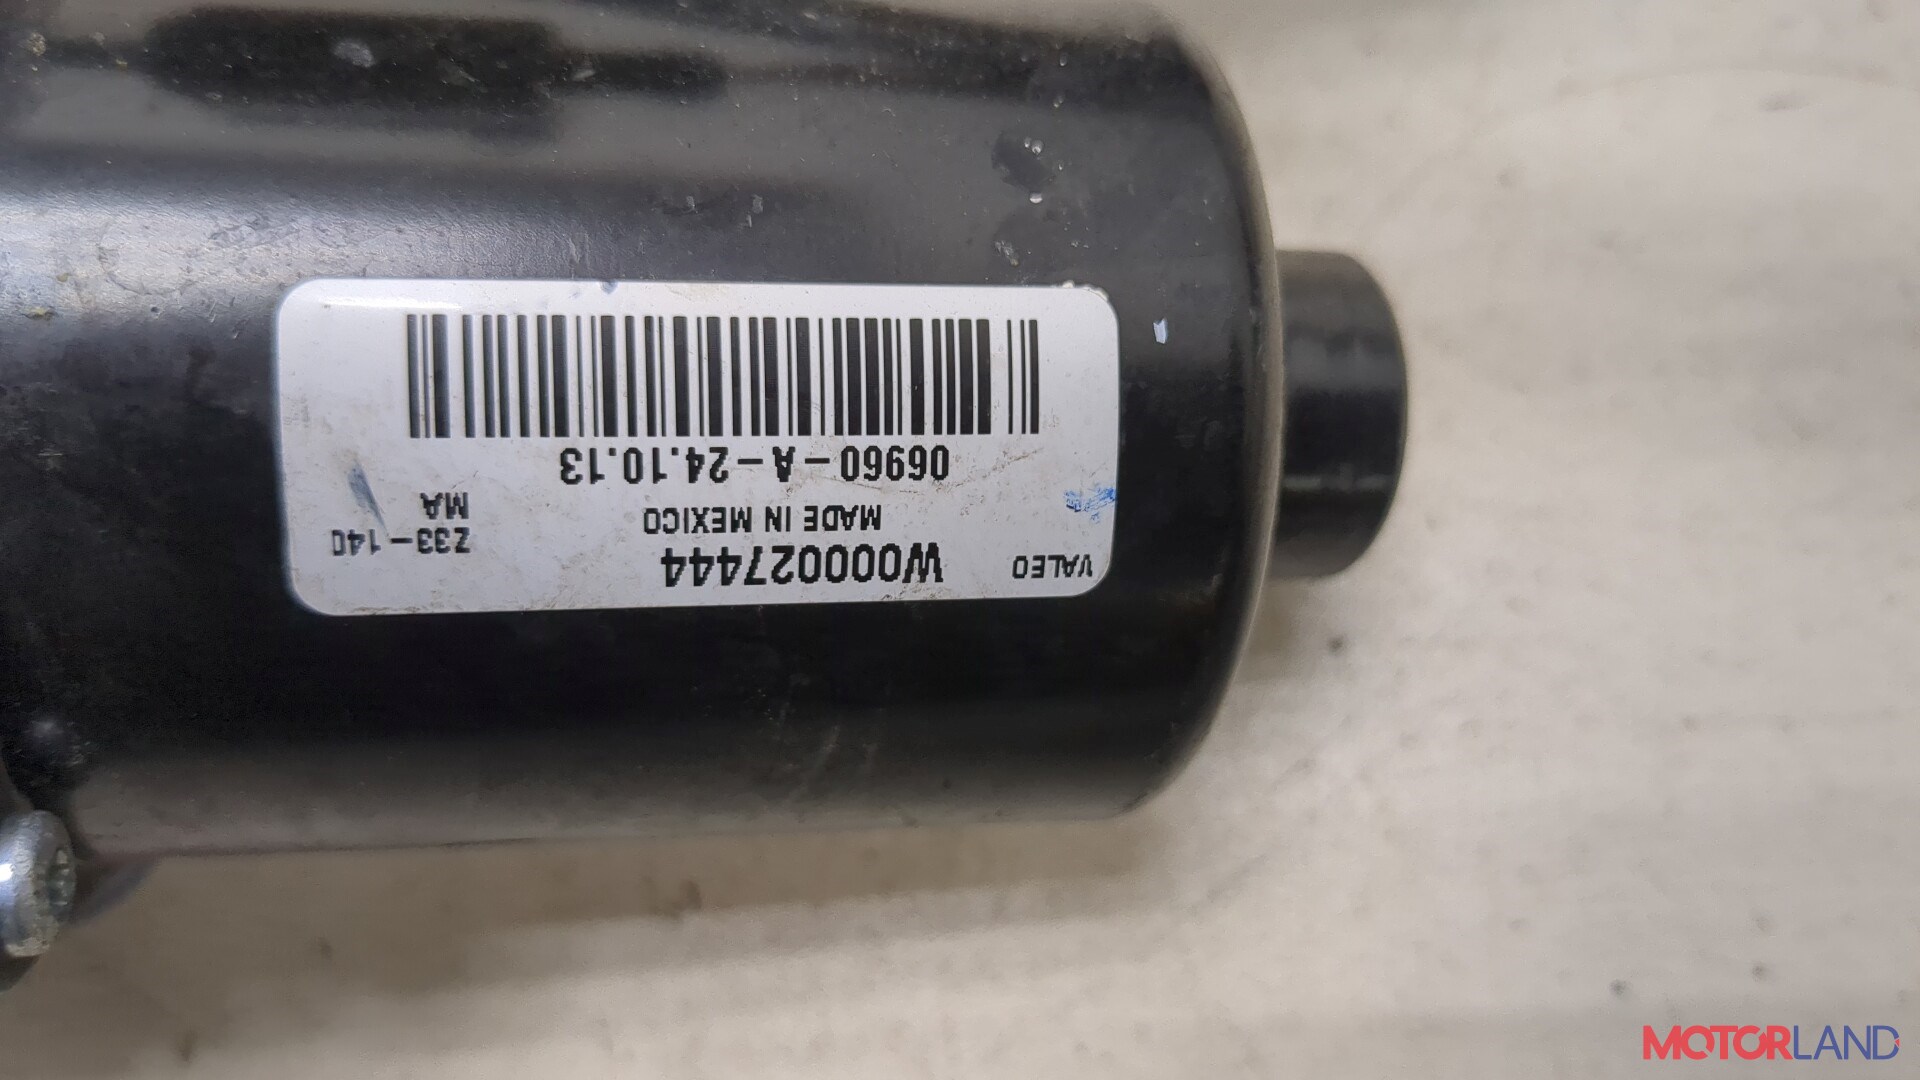 VALEO W000027444 Z33-140
MADE IN MEXICO MA
06960-A-24.10.13
MOTORLAND